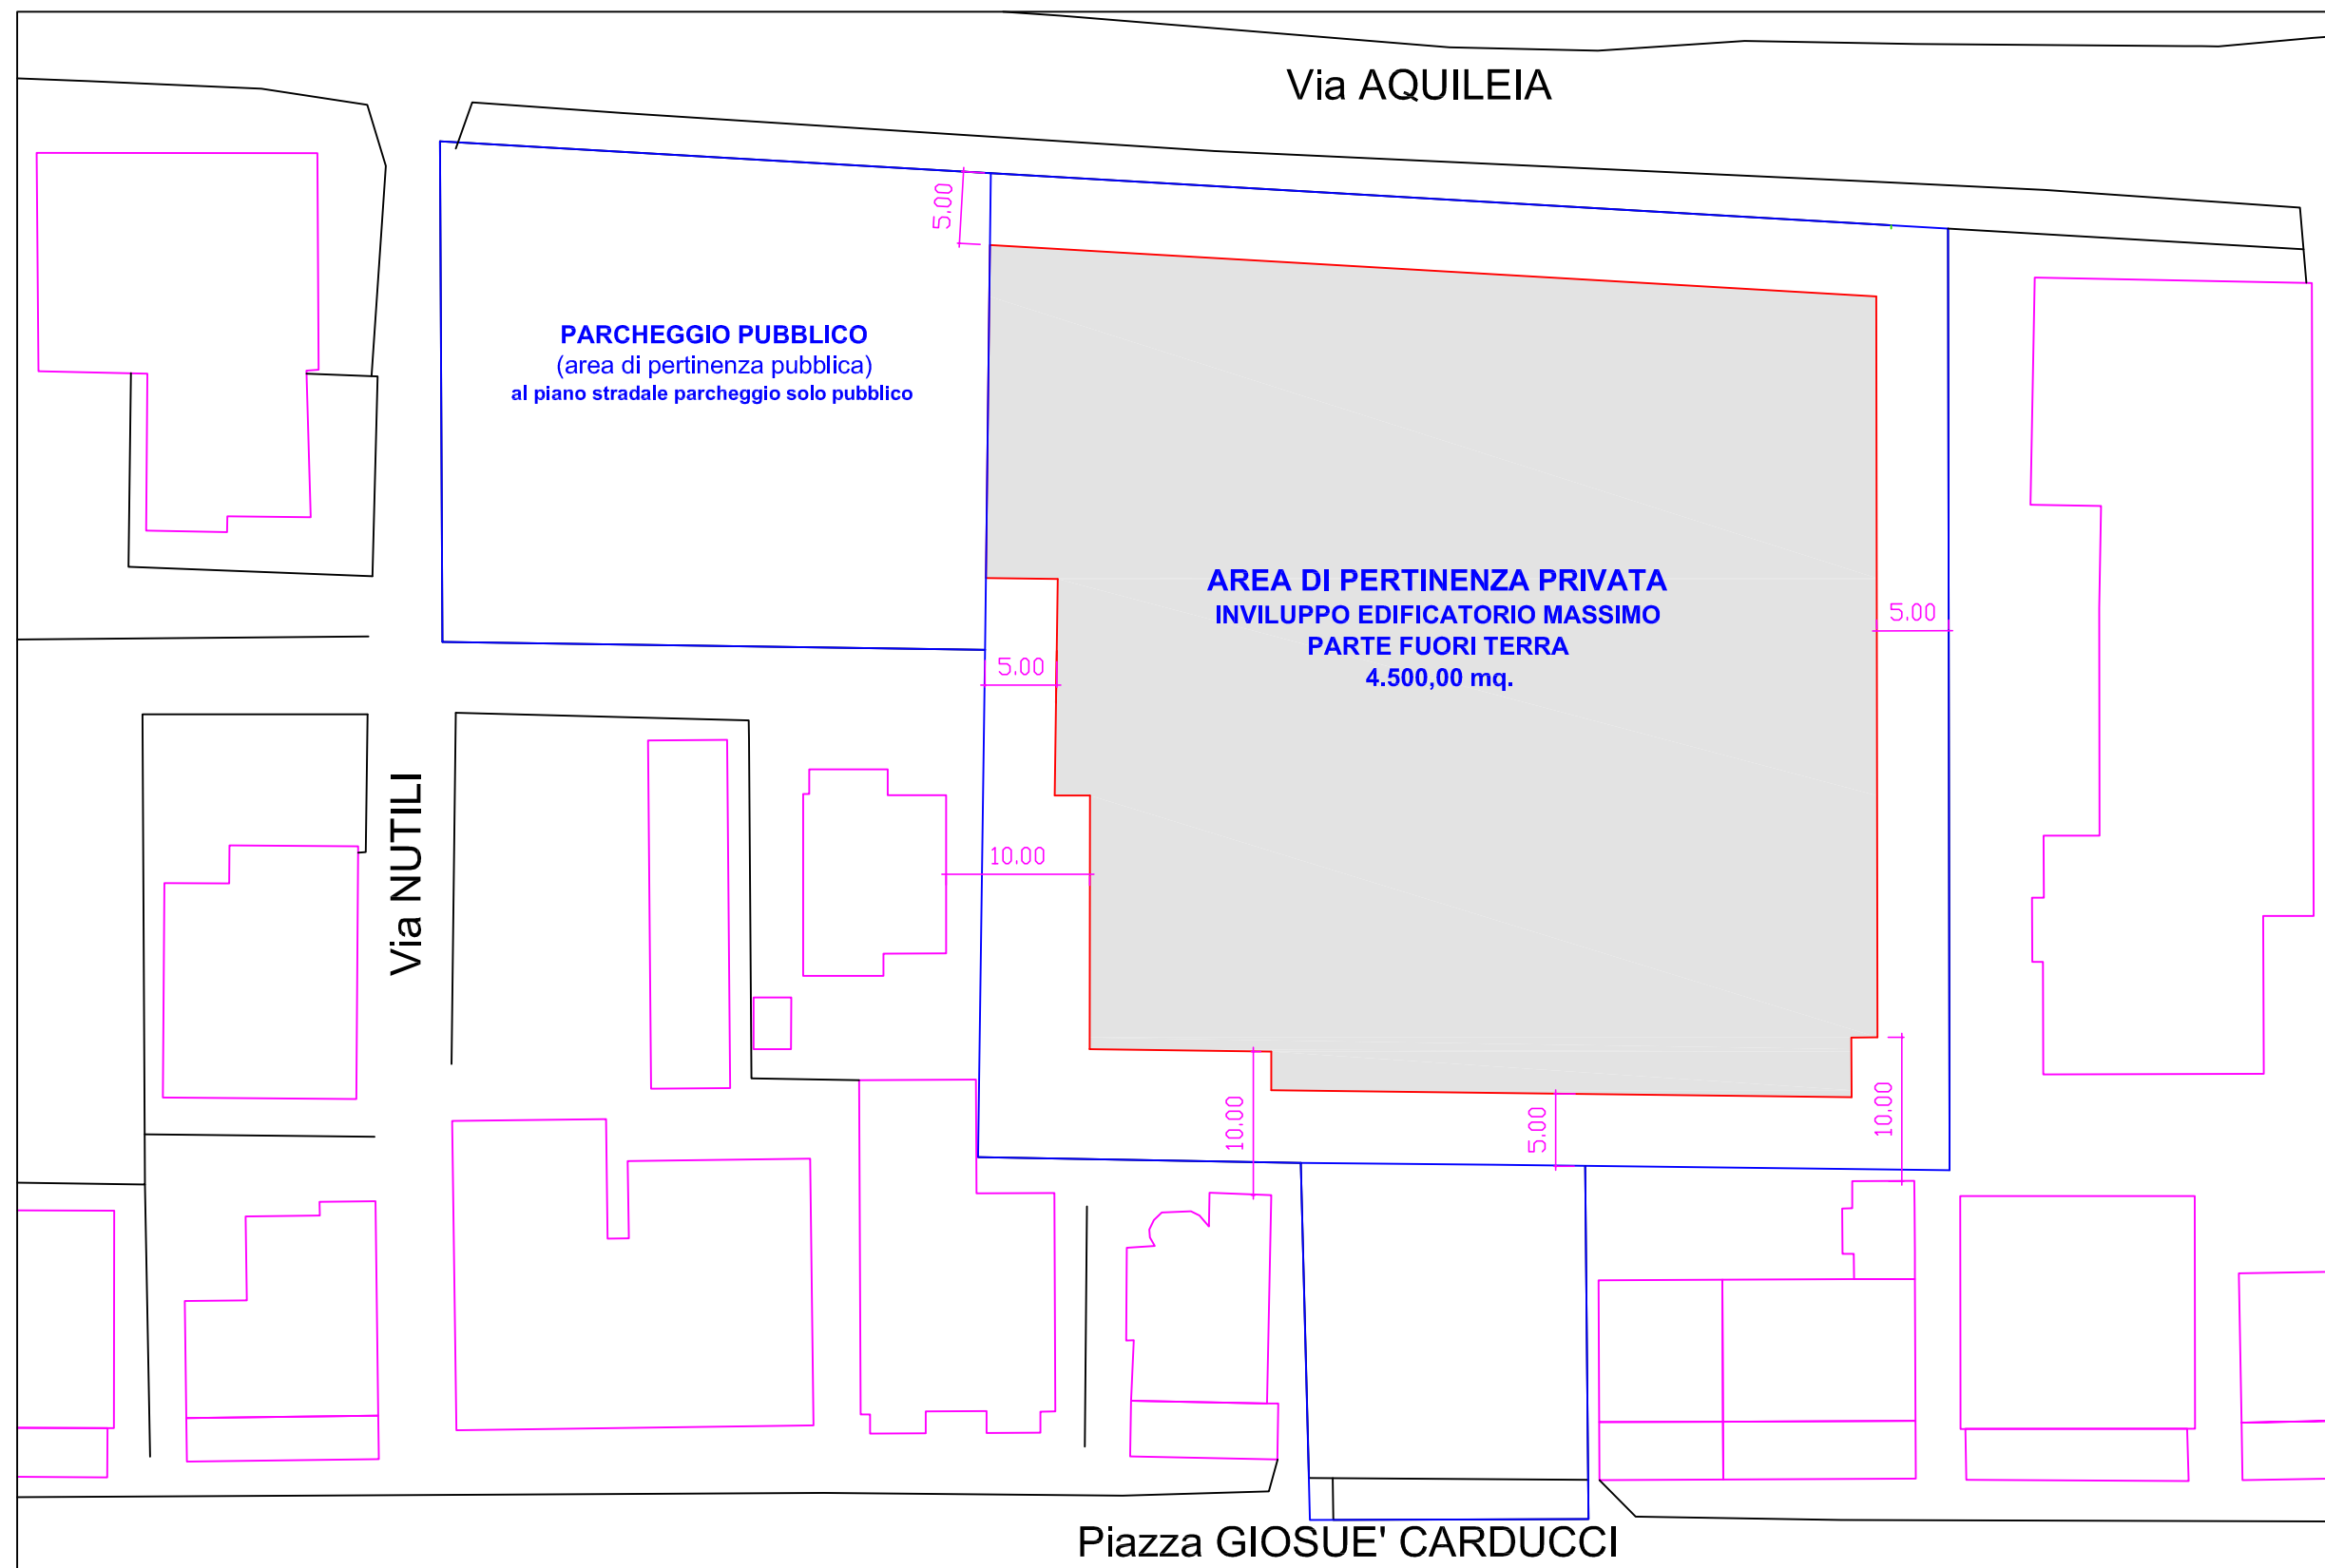 Via AQUILEIA
5.00
PARCHEGGIO PUBBLICO
(area di pertinenza pubblica)
al piano stradale parcheggio solo pubblico
AREA DI PERTINENZA PRIVATA
INVILUPPO EDIFICATORIO MASSIMO
PARTE FUORI TERRA
4.500,00 mq.
5.00
5.00
Via NUTILI
10.00
10.00
5.00
10.00
Piazza GIOSUE' CARDUCCI